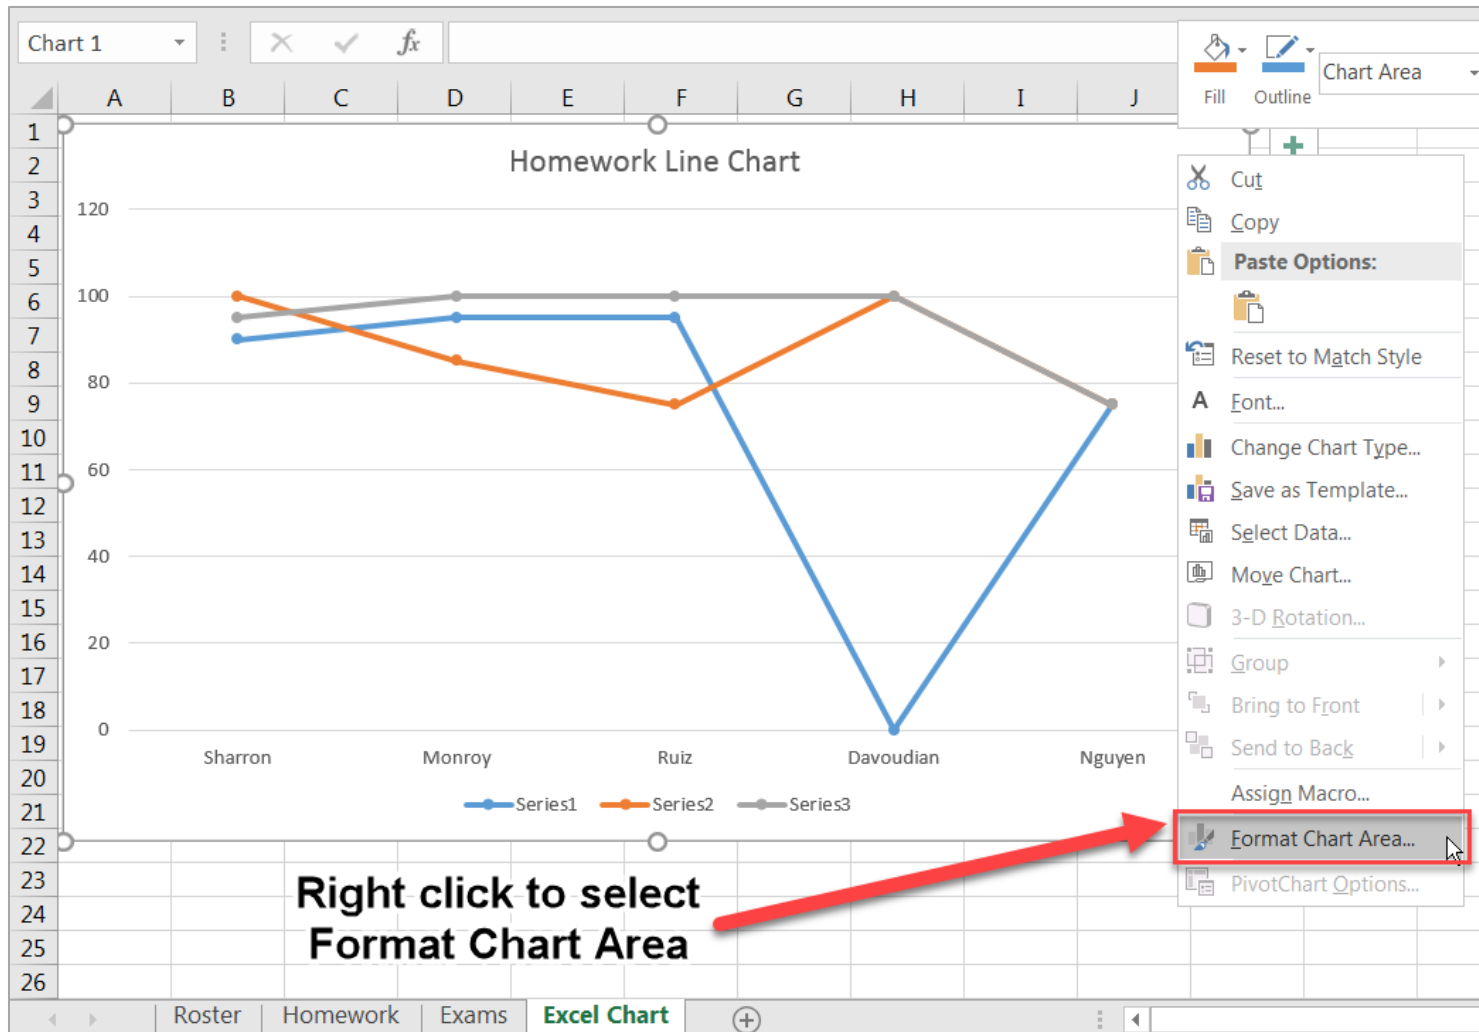 Chart 1
fx
Fill
Outline
Chart Area
A B C D E F G H I J
1
2
3
4
5
6
7
8
9
10
11
12
13
14
15
16
17
18
19
20
21
22
23
24
25
26
Homework Line Chart
120
100
80
60
40
20
0
Sharron Monroy Ruiz Davoudian Nguyen
Series1 Series2 Series3
Cut
Copy
Paste Options:
Reset to Match Style
A Font...
Change Chart Type...
Save as Template...
Select Data...
Move Chart...
3-D Rotation...
Group
Bring to Front
Send to Back
Assign Macro...
Format Chart Area...
PivotChart Options...
Right click to select
Format Chart Area
Roster Homework Exams Excel Chart